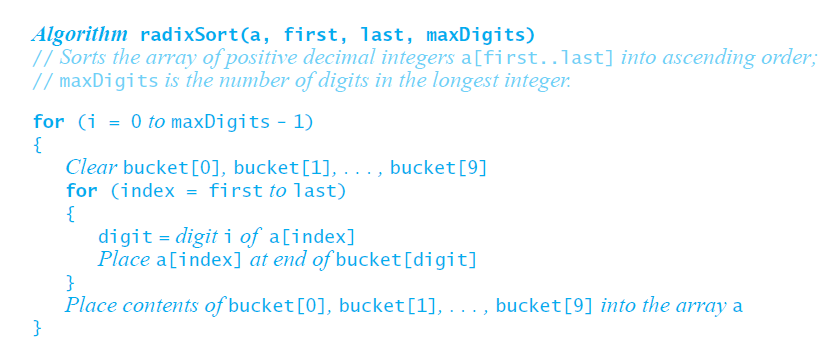 Algorithm radixSort(a, first, last, maxDigits)
// Sorts the array of positive decimal integers a[first..last] into ascending order;
// maxDigits is the number of digits in the longest integer.
for (i = 0 to maxDigits - 1)
{
Clear bucket[0], bucket[1], . . . , bucket[9]
for (index = first to last)
{
digit = digit i of a[index]
Place a[index] at end of bucket[digit]
}
Place contents of bucket[0], bucket[1], . . . , bucket[9] into the array a
}